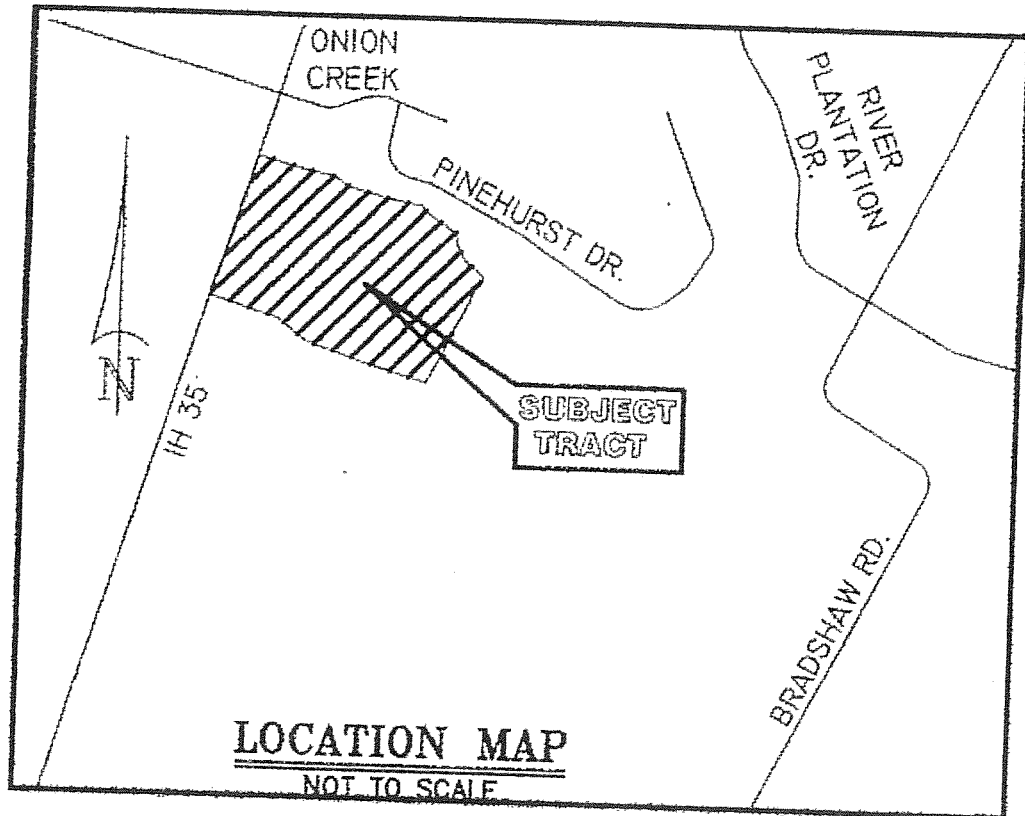 ONION
CREEK
RIVER
PLANTATION
DR.
PINEHURST DR.
N
IH 35
SUBJECT
TRACT
BRADSHAW RD.
LOCATION MAP
NOT TO SCALE